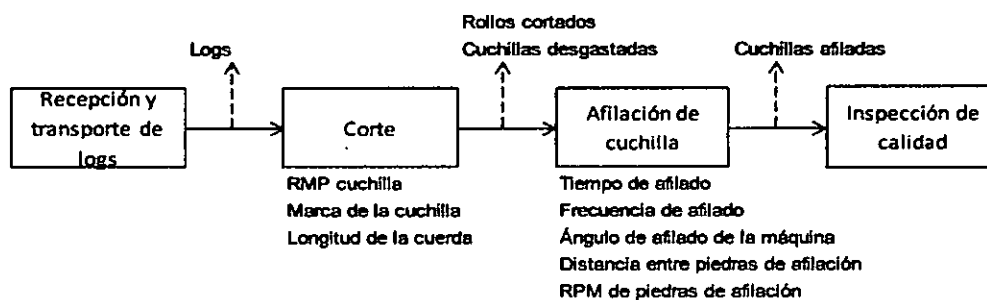 Rollos cortados
Logs
Cuchillas desgastadas
Cuchillas afiladas
Recepción y
transporte de
logs
Corte
Afilación de
cuchilla
Inspección de
calidad
RMP cuchilla
Marca de la cuchilla
Longitud de la cuerda
Tiempo de afilado
Frecuencia de afilado
Ángulo de afilado de la máquina
Distancia entre piedras de afilación
RPM de piedras de afilación